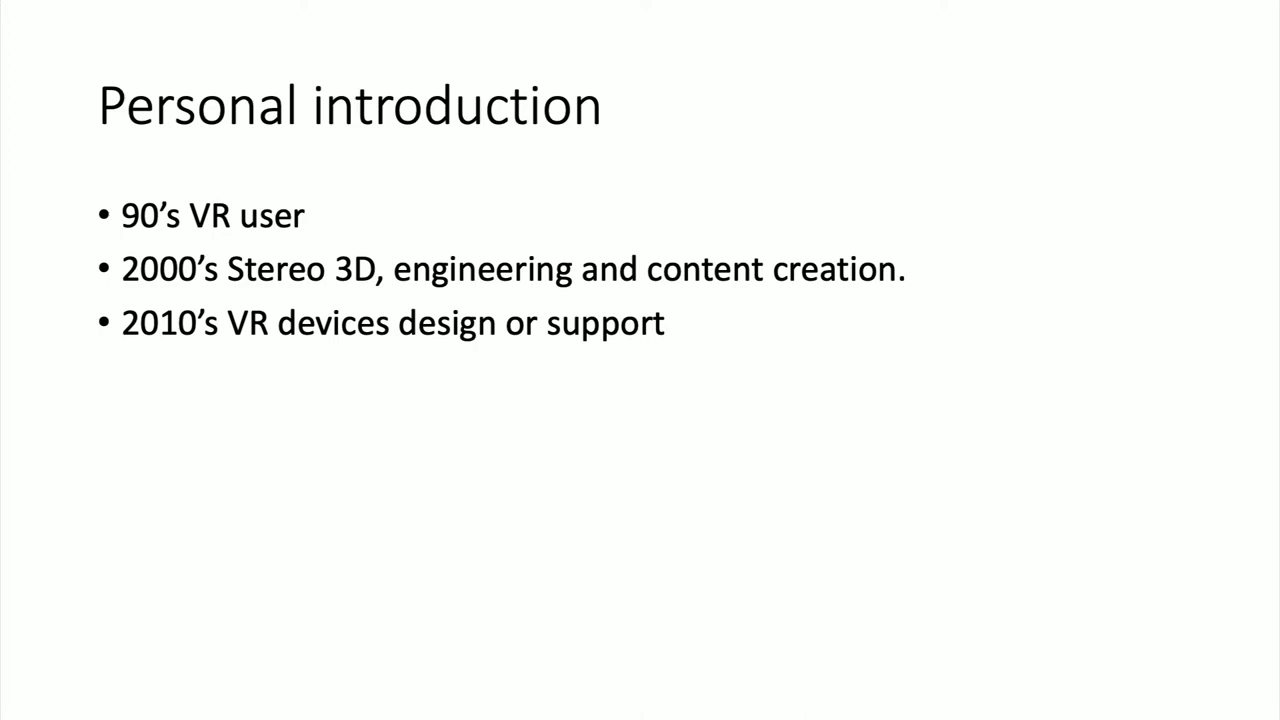 Personal introduction
• 90’s VR user
• 2000’s Stereo 3D, engineering and content creation.
• 2010’s VR devices design or support